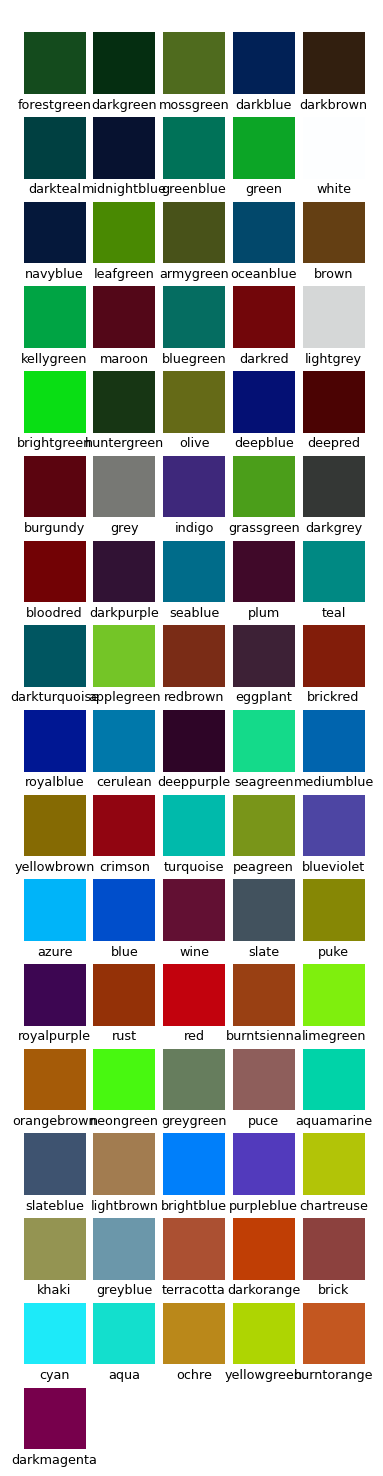 forestgreen darkgreen mossgreen darkblue darkbrown
darkteal midnightblue greenblue green white
navyblue leafgreen armygreen oceanblue brown
kellygreen maroon bluegreen darkred lightgrey
brightgreen huntergreen olive deepblue deepred
burgundy grey indigo grassgreen darkgrey
bloodred darkpurple seablue plum teal
darkturquoise applegreen redbrown eggplant brickred
royalblue cerulean deeppurple seagreen mediumblue
yellowbrown crimson turquoise peagreen blueviolet
azure blue wine slate puke
royalpurple rust red burntsienna limegreen
orangebrown neongreen greygreen puce aquamarine
slateblue lightbrown brightblue purpleblue chartreuse
khaki greyblue terracotta darkorange brick
cyan aqua ochre yellowgreen burntorange
darkmagenta